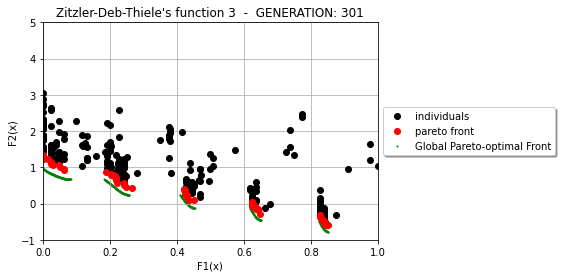 Zitzler-Deb-Thiele's function 3  -  GENERATION: 301
5
4
3
2
1
0
−1
F2(x)
0.0
0.2
0.4
0.6
0.8
1.0
F1(x)
individuals
pareto front
Global Pareto-optimal Front